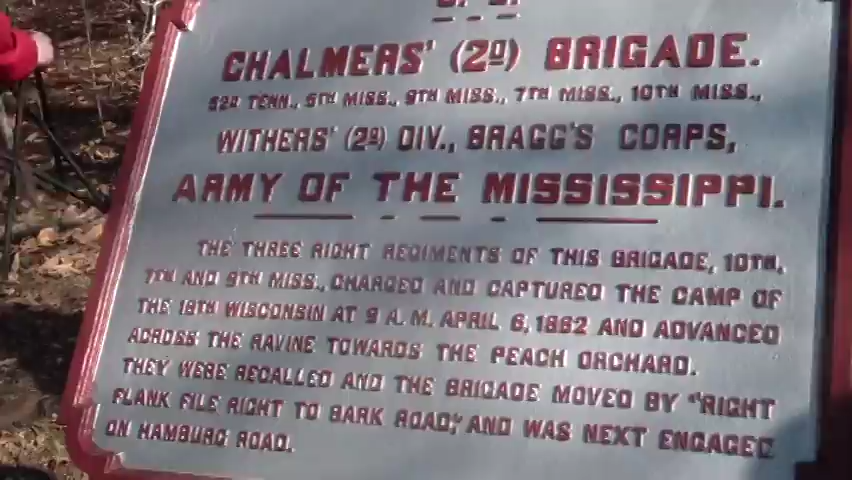 CHALMERS' (2D) BRIGADE.
52D TENN., 5TH MISS., 9TH MISS., 7TH MISS., 10TH MISS.,
WITHERS' (2D) DIV., BRAGG'S CORPS,
ARMY OF THE MISSISSIPPI.
THE THREE RIGHT REGIMENTS OF THIS BRIGADE, 10TH,
7TH AND 9TH MISS., CHARGED AND CAPTURED THE CAMP OF
THE 18TH WISCONSIN AT 9 A.M. APRIL 6, 1862 AND ADVANCED
ACROSS THE RAVINE TOWARDS THE PEACH ORCHARD.
THEY WERE RECALLED AND THE BRIGADE MOVED BY "RIGHT
FLANK FILE RIGHT TO BARK ROAD," AND WAS NEXT ENGAGED
ON HAMBURG ROAD.